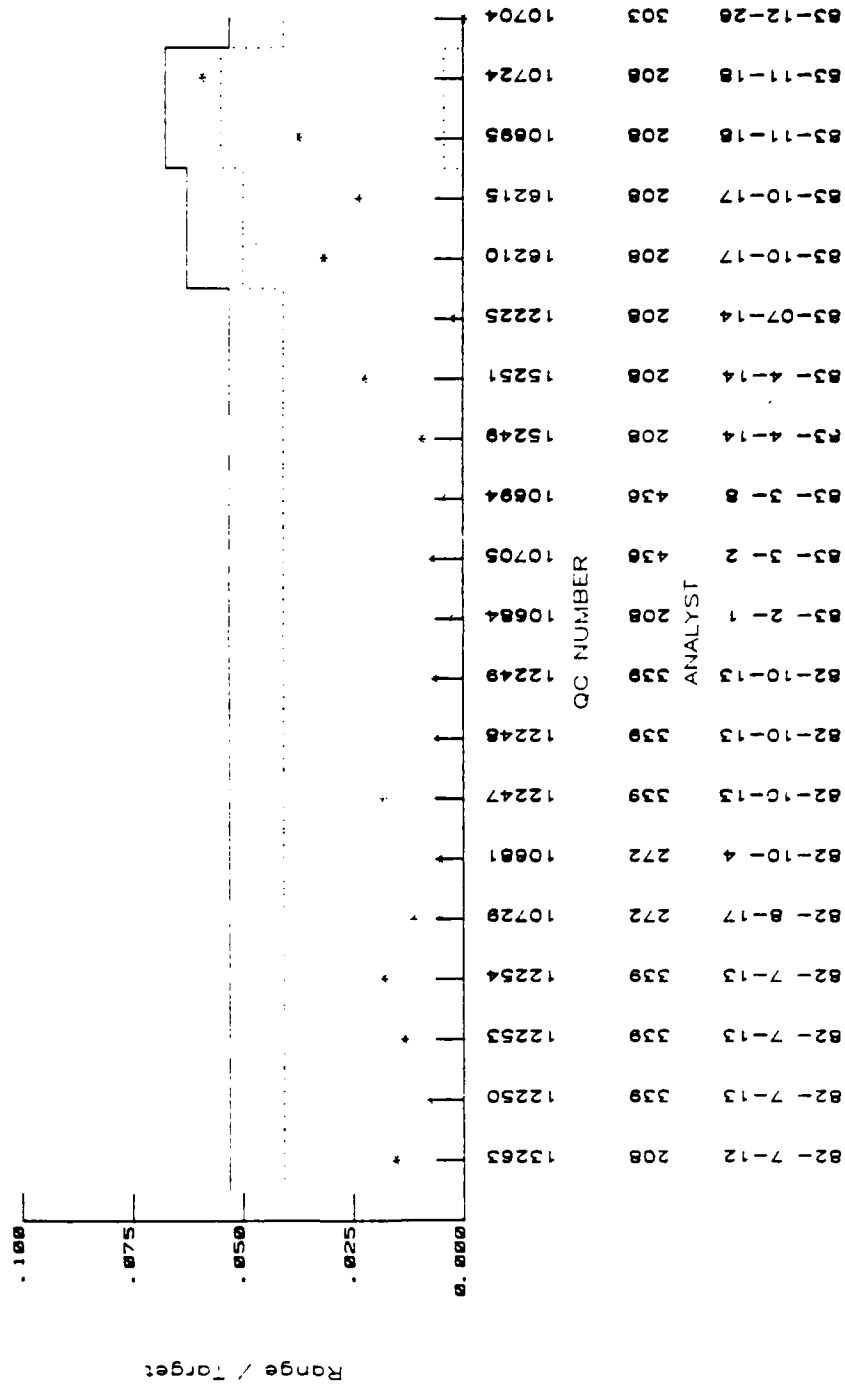 Range / Target
.100
.075
.050
.025
0.000
13263 12250 12253 12254 10729 10681 12247 12248 12249 10684 10705 10694 15249 15251 12225 16210 16215 10695 10724 10704
QC NUMBER
208 339 339 339 272 272 339 339 339 208 436 436 208 208 208 208 208 208 208 303
ANALYST
82- 7-12 82- 7-13 82- 7-13 82- 7-13 82- 8-17 82-10- 4 82-10-13 82-10-13 82-10-13 83- 2- 1 83- 3- 2 83- 3- 8 83- 4-14 83- 4-14 83-07-14 83-10-17 83-10-17 83-11-18 83-11-18 83-12-28